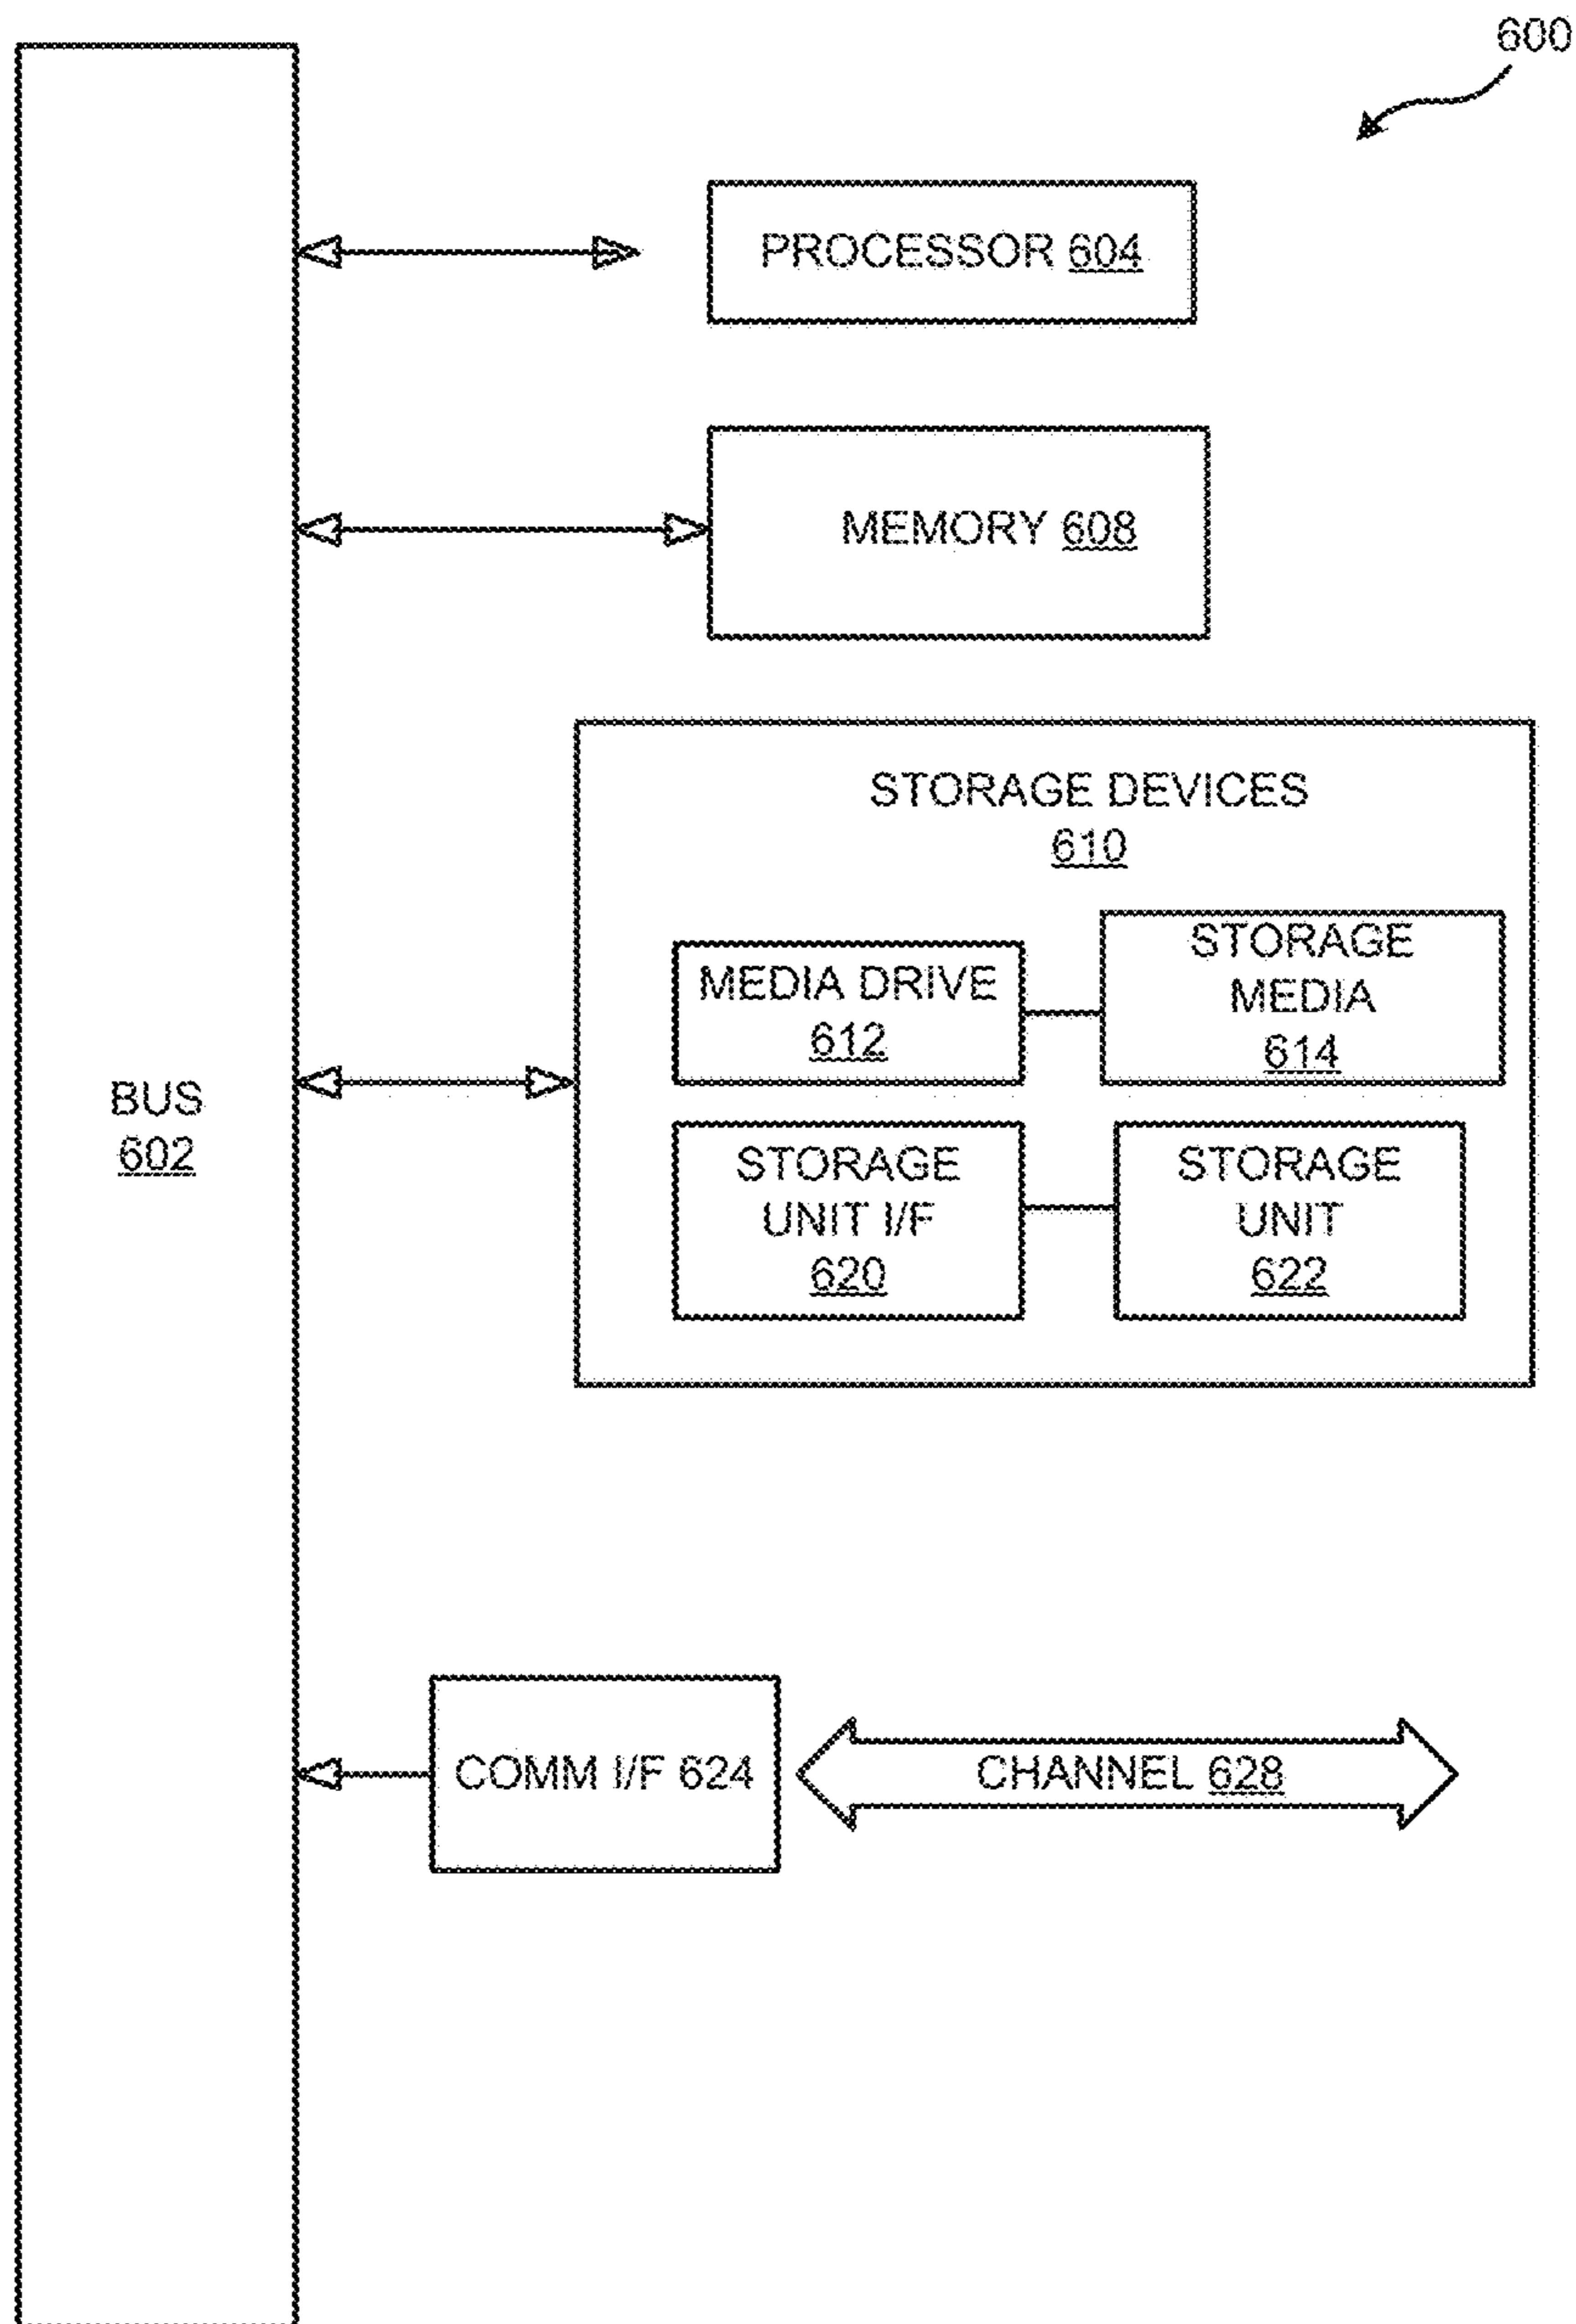 600
PROCESSOR 604
MEMORY 608
STORAGE DEVICES
610
MEDIA DRIVE
612
STORAGE
MEDIA
614
BUS
602
STORAGE
UNIT I/F
620
STORAGE
UNIT
622
COMM I/F 624
CHANNEL 628